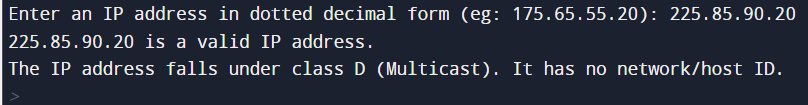 Enter an IP address in dotted decimal form (eg: 175.65.55.20): 225.85.90.20
225.85.90.20 is a valid IP address.
The IP address falls under class D (Multicast). It has no network/host ID.
>